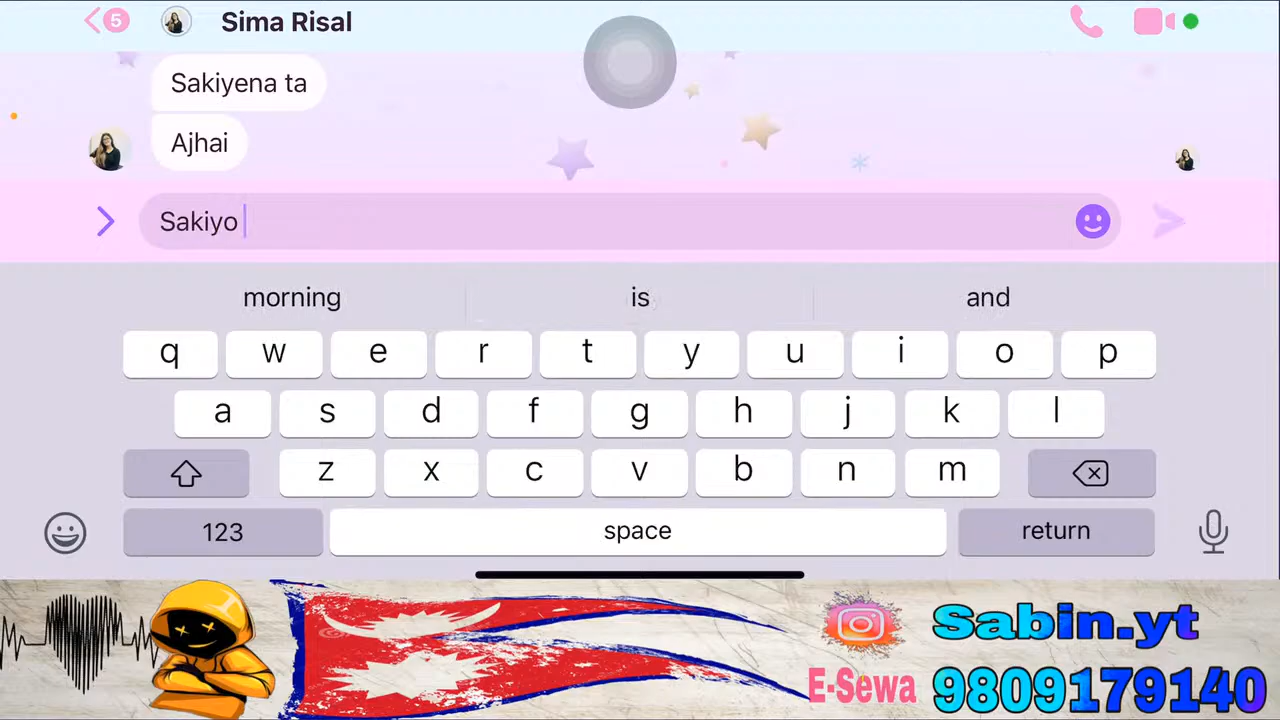 5 Sima Risal
Sakiyena ta
Ajhai
Sakiyo
morning is and
q w e r t y u i o p
a s d f g h j k l
z x c v b n m
123 space return
Sabin.yt
E-Sewa 9809179140